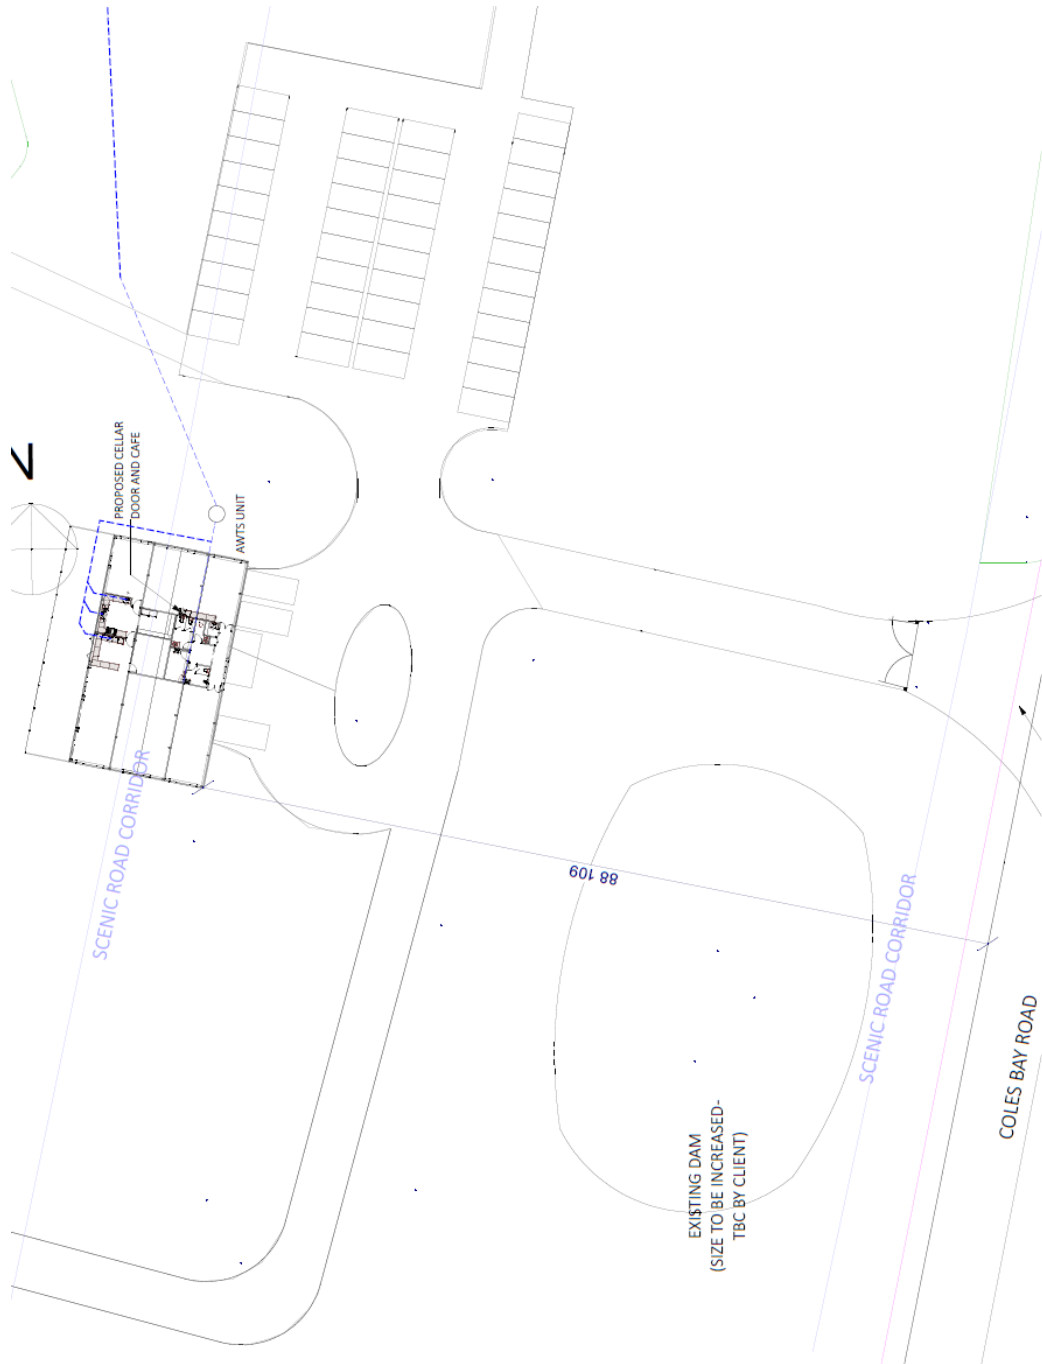 PROPOSED CELLAR
DOOR AND CAFE
AWTS UNIT
SCENIC ROAD CORRIDOR
88 109
SCENIC ROAD CORRIDOR
EXISTING DAM
(SIZE TO BE INCREASED-
TBC BY CLIENT)
COLES BAY ROAD